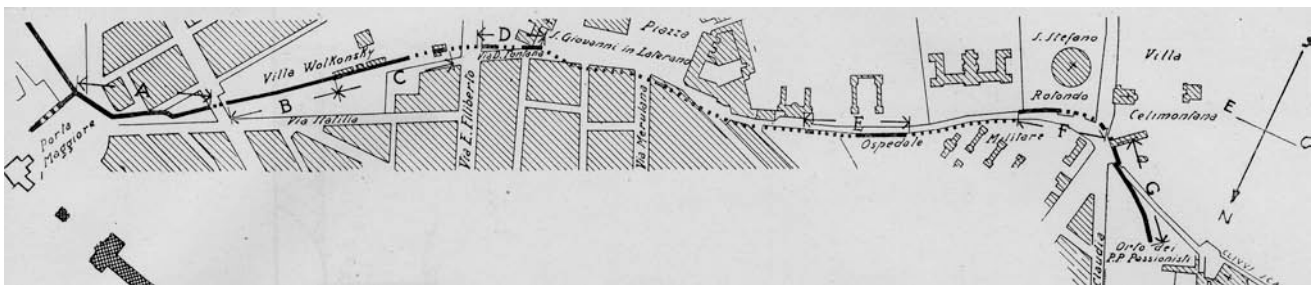 A
Porta
Maggiore
Villa Wolkonsky
B
Via Statilia
C
Via E. Filiberto
D
Via D. Fontana
Piazza
S. Giovanni in Laterano
Via Merulana
E
Ospedale
Militare
S. Stefano
Rotondo
F
Villa
Celimontana
G
Claudia
Orto dei
P.P. Passionisti
S
E
O
N